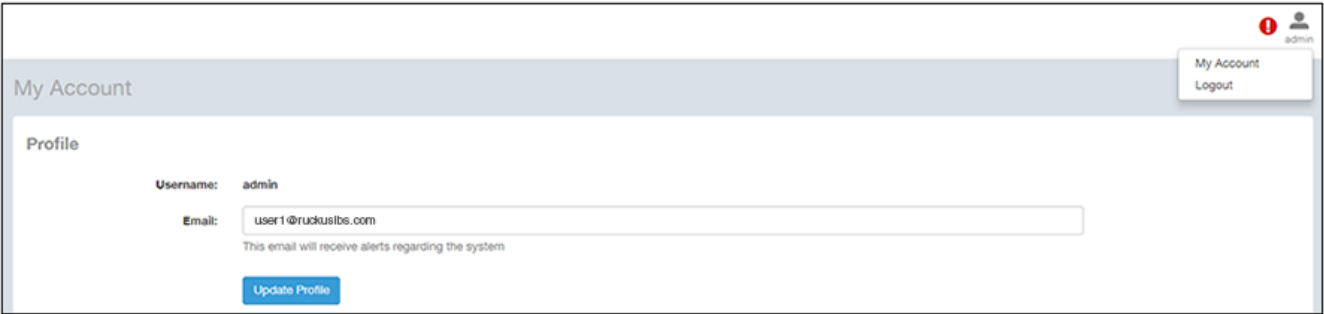 admin
My Account
Logout
My Account
Profile
Username: admin
Email: user1@ruckuslbs.com
This email will receive alerts regarding the system
Update Profile